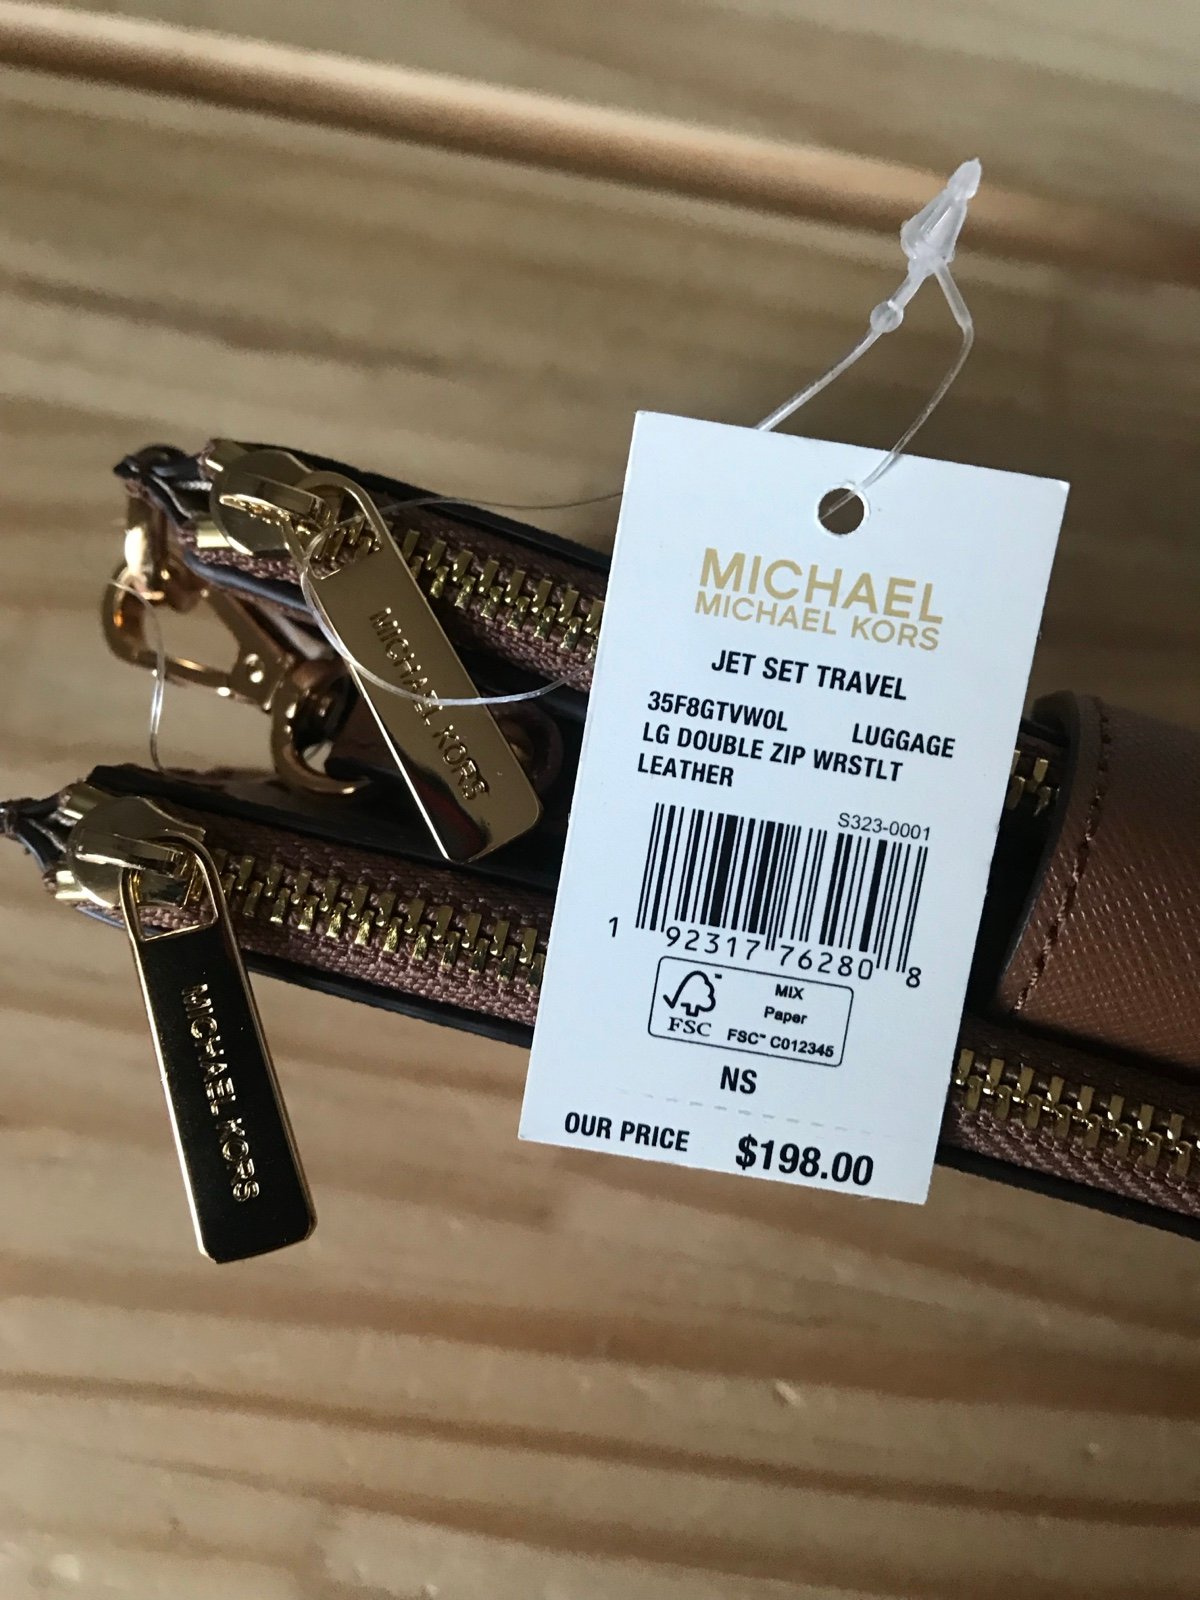 MICHAEL
MICHAEL KORS
JET SET TRAVEL
35F8GTVW0L LUGGAGE
LG DOUBLE ZIP WRSTLT
LEATHER
S323-0001
1 92317 76280 8
FSC
MIX
Paper
FSC™ C012345
NS
OUR PRICE $198.00
MICHAEL KORS
MICHAEL KORS